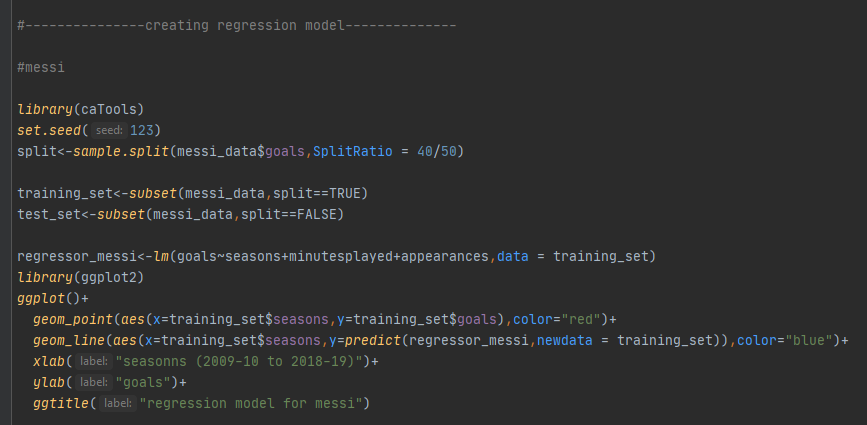 #---------------creating regression model--------------
#messi
library(caTools)
set.seed( seed: 123)
split<-sample.split(messi_data$goals,SplitRatio = 40/50)
training_set<-subset(messi_data,split==TRUE)
test_set<-subset(messi_data,split==FALSE)
regressor_messi<-lm(goals~seasons+minutesplayed+appearances,data = training_set)
library(ggplot2)
ggplot()+
  geom_point(aes(x=training_set$seasons,y=training_set$goals),color="red")+
  geom_line(aes(x=training_set$seasons,y=predict(regressor_messi,newdata = training_set)),color="blue")+
  xlab( label: "seasonns (2009-10 to 2018-19)")+
  ylab( label: "goals")+
  ggtitle( label: "regression model for messi")